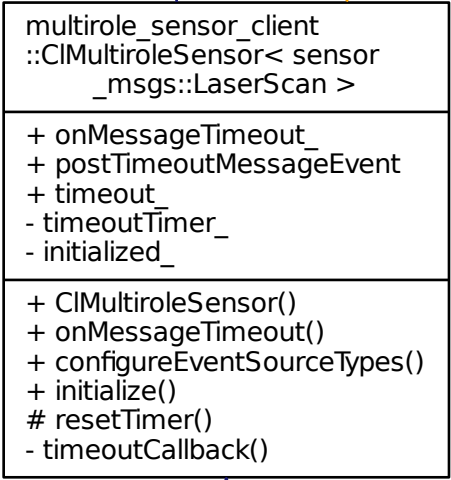 multirole_sensor_client
::ClMultiroleSensor< sensor
_msgs::LaserScan >
+ onMessageTimeout_
+ postTimeoutMessageEvent
+ timeout_
- timeoutTimer_
- initialized_
+ ClMultiroleSensor()
+ onMessageTimeout()
+ configureEventSourceTypes()
+ initialize()
# resetTimer()
- timeoutCallback()